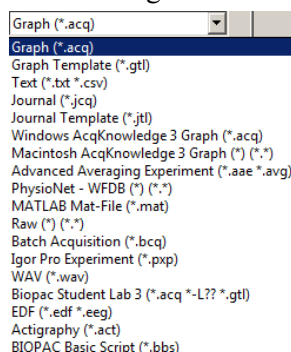 Graph (*.acq)
Graph (*.acq)
Graph Template (*.gtl)
Text (*.txt *.csv)
Journal (*.jcq)
Journal Template (*.jtl)
Windows AcqKnowledge 3 Graph (*.acq)
Macintosh AcqKnowledge 3 Graph (*) (*.*)
Advanced Averaging Experiment (*.aae *.avg)
PhysioNet - WFDB (*) (*.*)
MATLAB Mat-File (*.mat)
Raw (*) (*.*)
Batch Acquisition (*.bcq)
Igor Pro Experiment (*.pxp)
WAV (*.wav)
Biopac Student Lab 3 (*.acq *-L?? *.gtl)
EDF (*.edf *.eeg)
Actigraphy (*.act)
BIOPAC Basic Script (*.bbs)